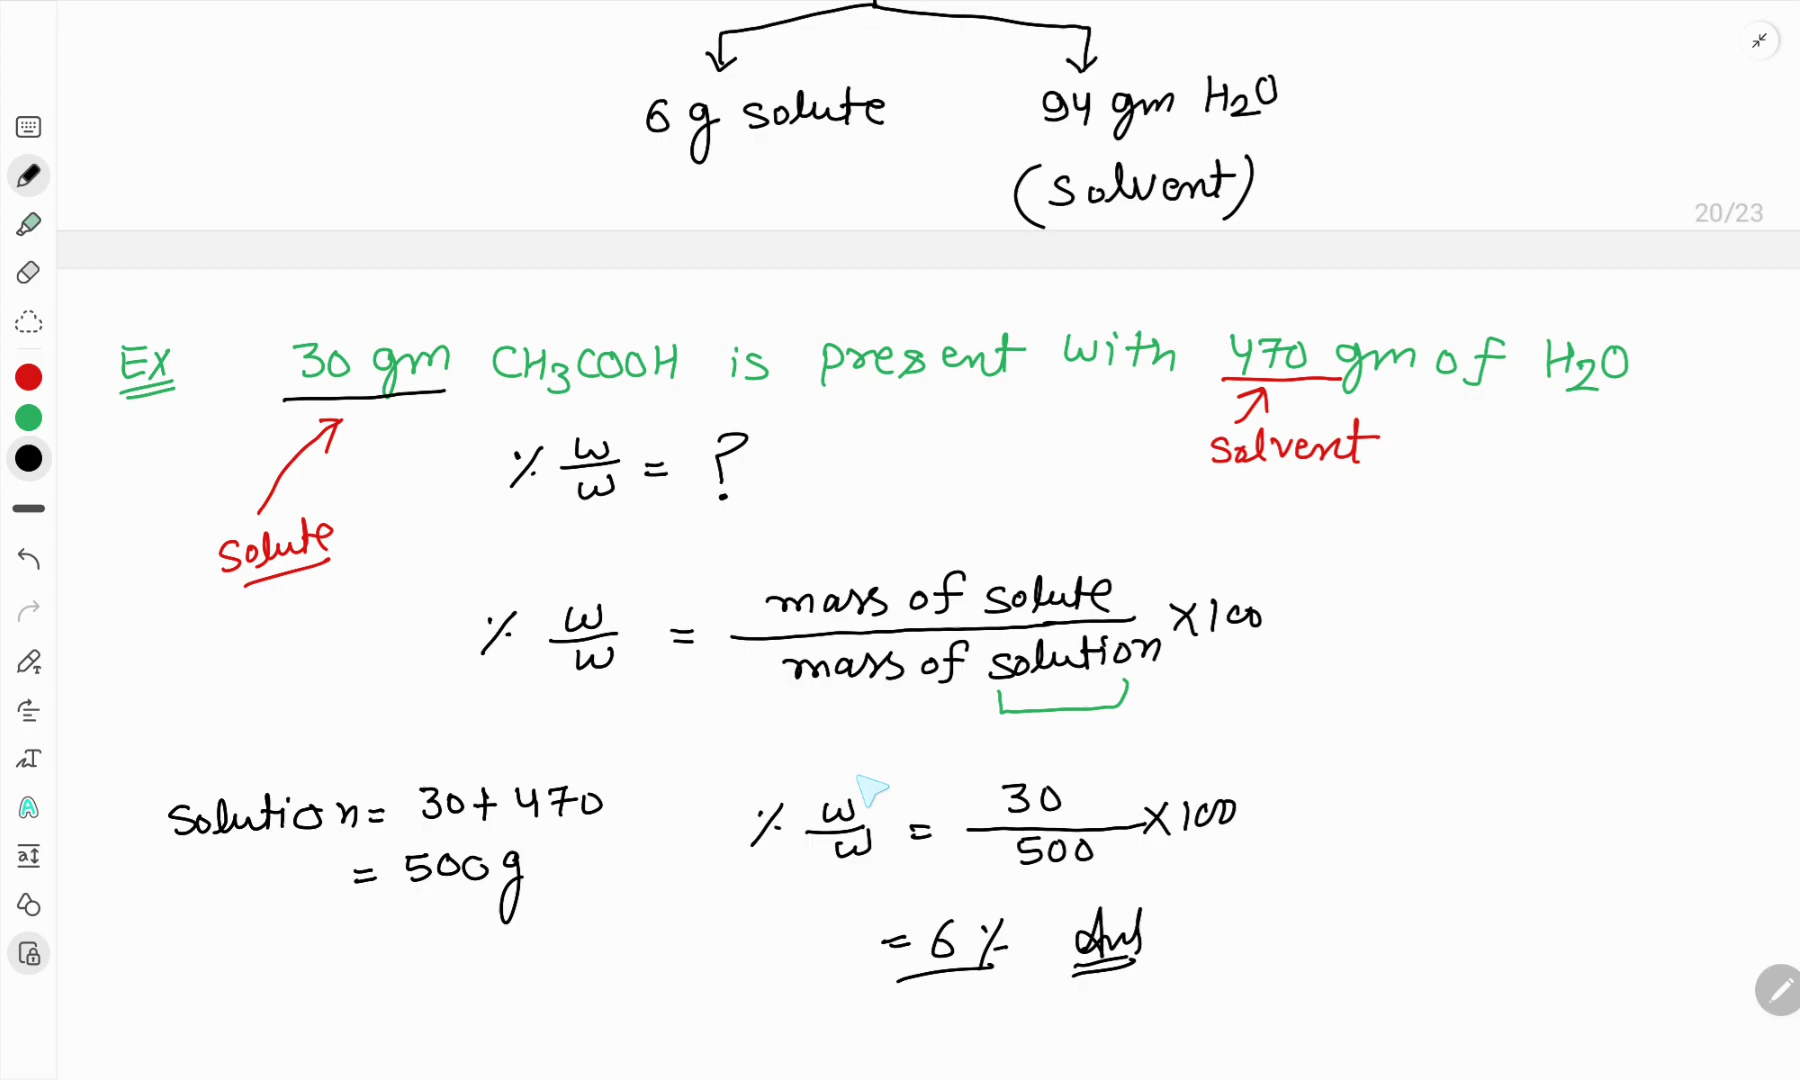 6 g solute 94 gm H2O
(solvent)
20/23
Ex 30 gm CH3COOH is present with 470 gm of H2O
solvent
% w/w = ?
solute
% w/w = mass of solute / mass of solution × 100
Solution = 30 + 470
= 500 g
% w/w = 30 / 500 × 100
= 6 % Ans